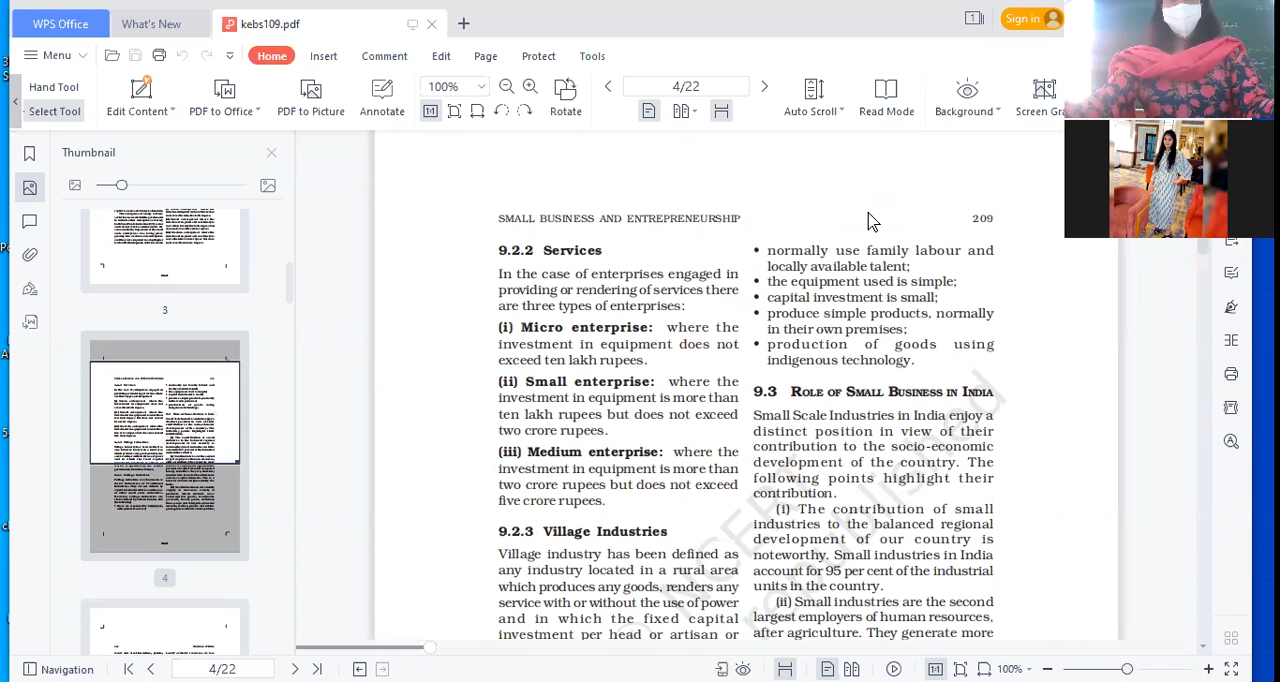 WPS Office
What's New
kebs109.pdf
Sign in
Menu
Home
Insert
Comment
Edit
Page
Protect
Tools
Hand Tool
Select Tool
Edit Content
PDF to Office
PDF to Picture
Annotate
100%
Rotate
4/22
Auto Scroll
Read Mode
Background
Screen Gra
Thumbnail
3
4
SMALL BUSINESS AND ENTREPRENEURSHIP
209
9.2.2 Services
In the case of enterprises engaged in
providing or rendering of services there
are three types of enterprises:
(i) Micro enterprise: where the
investment in equipment does not
exceed ten lakh rupees.
(ii) Small enterprise: where the
investment in equipment is more than
ten lakh rupees but does not exceed
two crore rupees.
(iii) Medium enterprise: where the
investment in equipment is more than
two crore rupees but does not exceed
five crore rupees.
9.2.3 Village Industries
Village industry has been defined as
any industry located in a rural area
which produces any goods, renders any
service with or without the use of power
and in which the fixed capital
investment per head or artisan or
• normally use family labour and
locally available talent;
• the equipment used is simple;
• capital investment is small;
• produce simple products, normally
in their own premises;
• production of goods using
indigenous technology.
9.3 ROLE OF SMALL BUSINESS IN INDIA
Small Scale Industries in India enjoy a
distinct position in view of their
contribution to the socio-economic
development of the country. The
following points highlight their
contribution.
(i) The contribution of small
industries to the balanced regional
development of our country is
noteworthy. Small industries in India
account for 95 per cent of the industrial
units in the country.
(ii) Small industries are the second
largest employers of human resources,
after agriculture. They generate more
© NCERT
republished
Navigation
4/22
100%